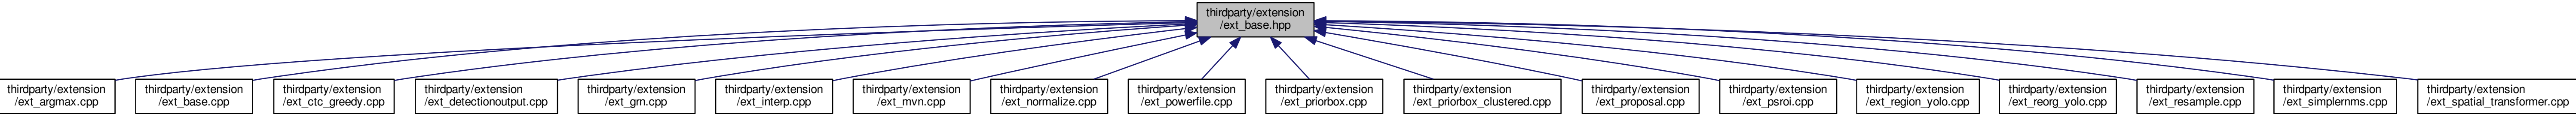 thirdparty/extension
/ext_base.hpp
thirdparty/extension
/ext_argmax.cpp
thirdparty/extension
/ext_base.cpp
thirdparty/extension
/ext_ctc_greedy.cpp
thirdparty/extension
/ext_detectionoutput.cpp
thirdparty/extension
/ext_grn.cpp
thirdparty/extension
/ext_interp.cpp
thirdparty/extension
/ext_mvn.cpp
thirdparty/extension
/ext_normalize.cpp
thirdparty/extension
/ext_powerfile.cpp
thirdparty/extension
/ext_priorbox.cpp
thirdparty/extension
/ext_priorbox_clustered.cpp
thirdparty/extension
/ext_proposal.cpp
thirdparty/extension
/ext_psroi.cpp
thirdparty/extension
/ext_region_yolo.cpp
thirdparty/extension
/ext_reorg_yolo.cpp
thirdparty/extension
/ext_resample.cpp
thirdparty/extension
/ext_simplernms.cpp
thirdparty/extension
/ext_spatial_transformer.cpp